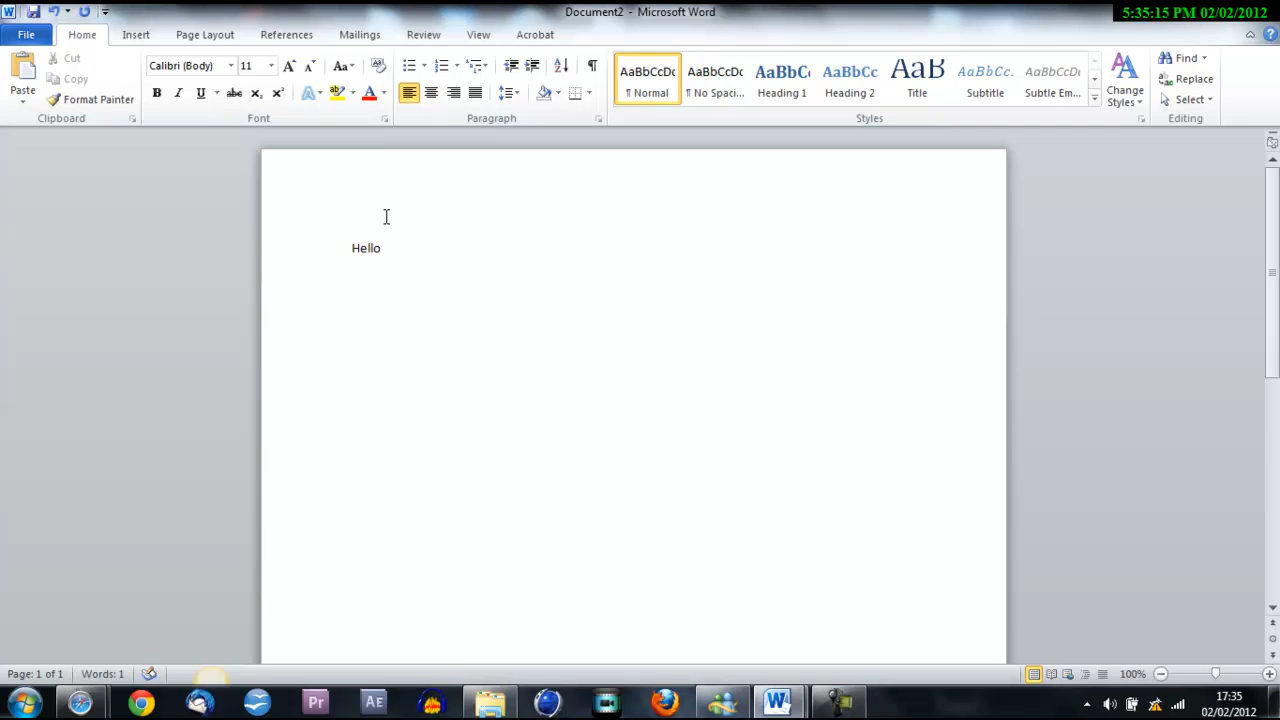 Document2 - Microsoft Word
5:35:15 PM 02/02/2012
File Home Insert Page Layout References Mailings Review View Acrobat
Paste
Cut
Copy
Format Painter
Clipboard
Calibri (Body) 11
Font
Paragraph
AaBbCcDc AaBbCcDc AaBbC AaBbCc AaB AaBbCc. AaBbCcDc
¶ Normal ¶ No Spaci... Heading 1 Heading 2 Title Subtitle Subtle Em...
Change Styles
Styles
Find
Replace
Select
Editing
Hello
Page: 1 of 1 Words: 1
100%
Pr AE
17:35
02/02/2012